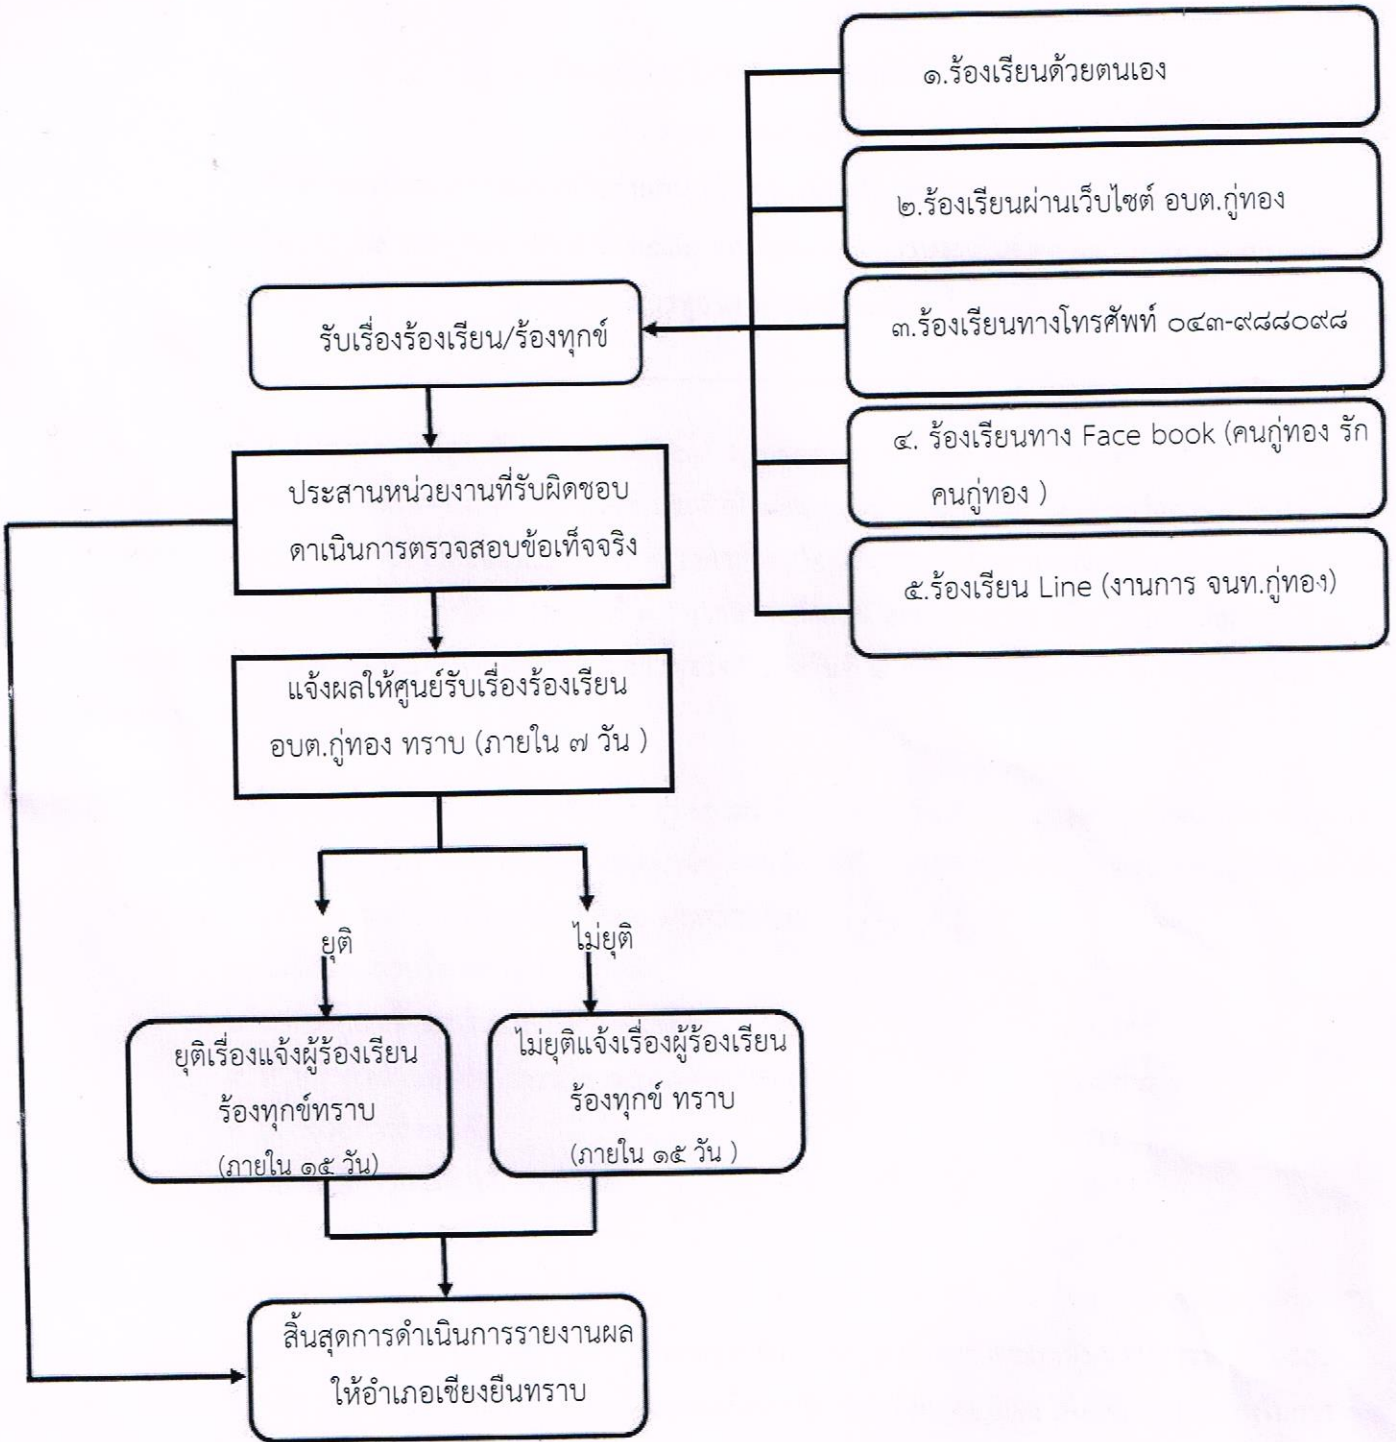 ๑.ร้องเรียนด้วยตนเอง
๒.ร้องเรียนผ่านเว็บไซต์ อบต.กู่ทอง
๓.ร้องเรียนทางโทรศัพท์ ๐๔๓-๙๘๘๐๙๘
๔. ร้องเรียนทาง Face book (คนกู่ทอง รัก
คนกู่ทอง )
๕.ร้องเรียน Line (งานการ จนท.กู่ทอง)
รับเรื่องร้องเรียน/ร้องทุกข์
ประสานหน่วยงานที่รับผิดชอบ
ดาเนินการตรวจสอบข้อเท็จจริง
แจ้งผลให้ศูนย์รับเรื่องร้องเรียน
อบต.กู่ทอง ทราบ (ภายใน ๗ วัน )
ยุติ
ไม่ยุติ
ยุติเรื่องแจ้งผู้ร้องเรียน
ร้องทุกข์ทราบ
(ภายใน ๑๕ วัน)
ไม่ยุติแจ้งเรื่องผู้ร้องเรียน
ร้องทุกข์ ทราบ
(ภายใน ๑๕ วัน )
สิ้นสุดการดำเนินการรายงานผล
ให้อำเภอเชียงยืนทราบ